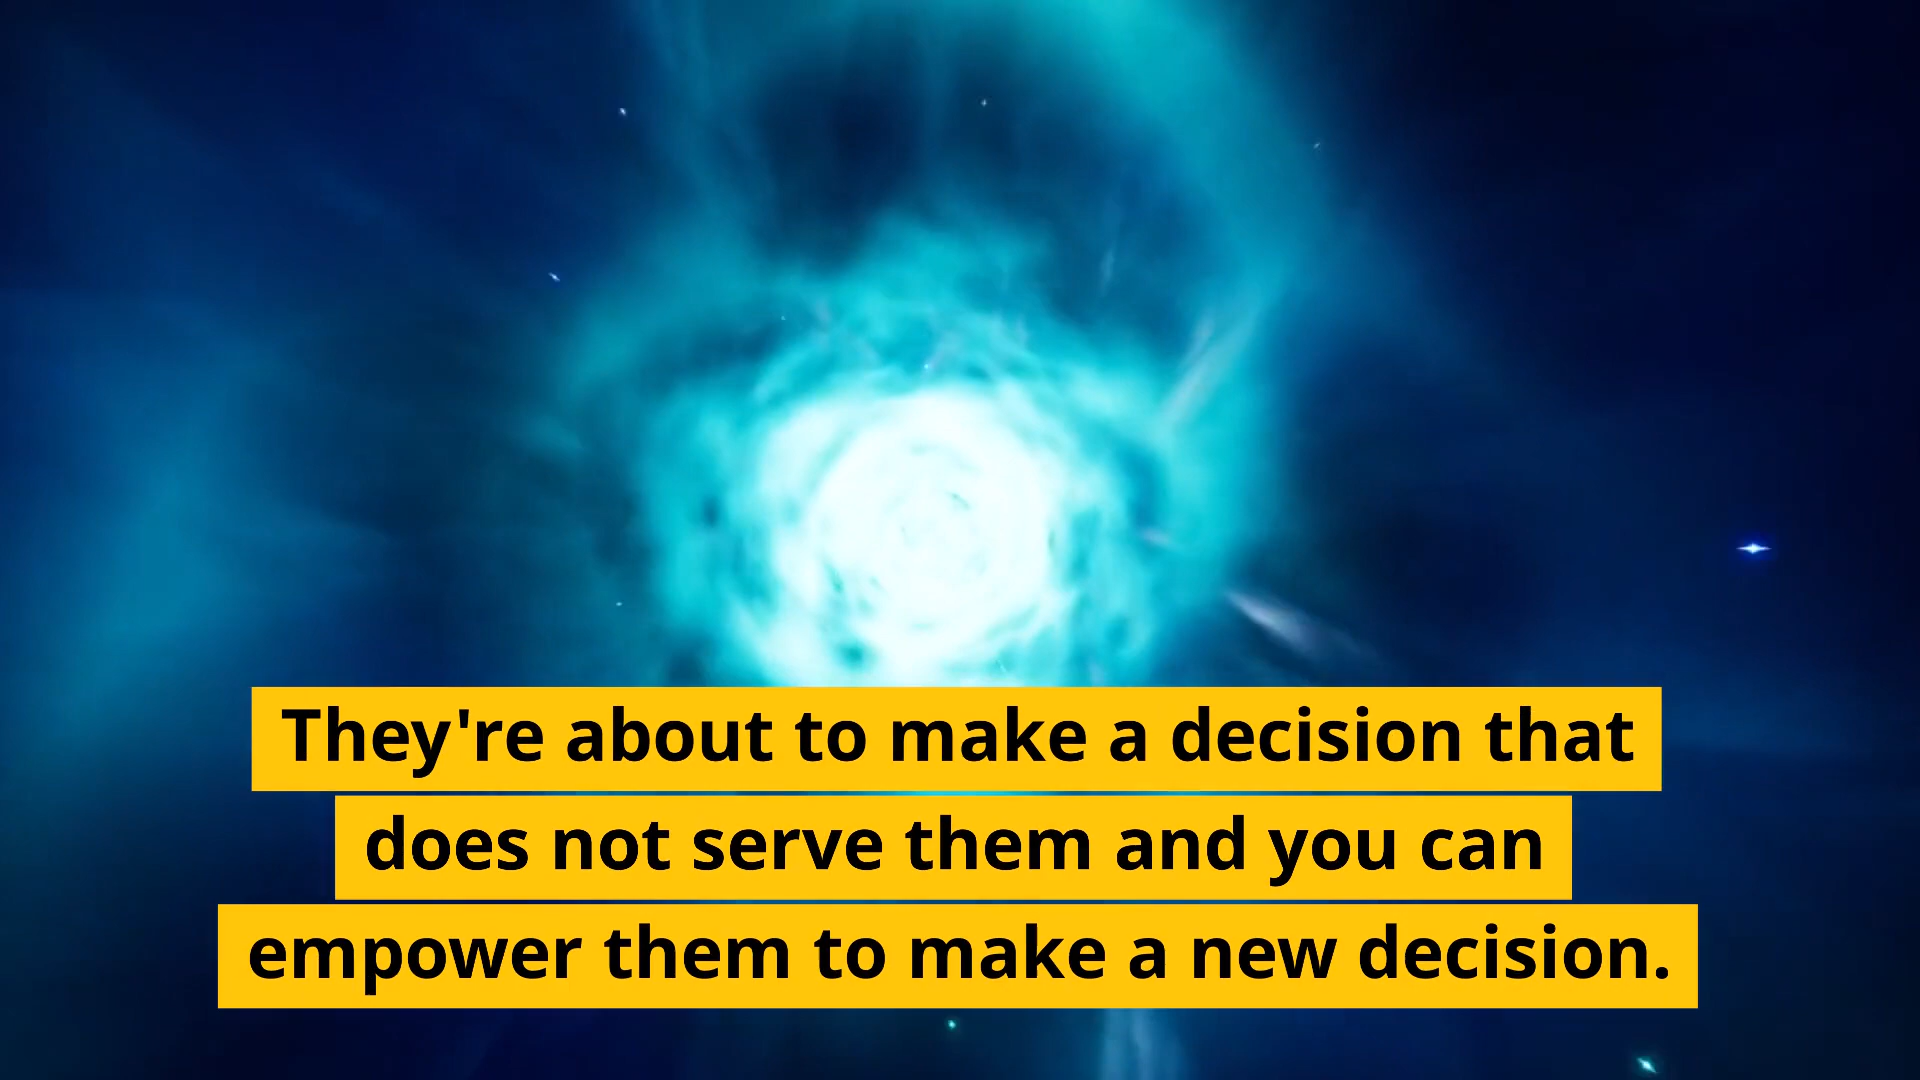 They're about to make a decision that
does not serve them and you can
empower them to make a new decision.